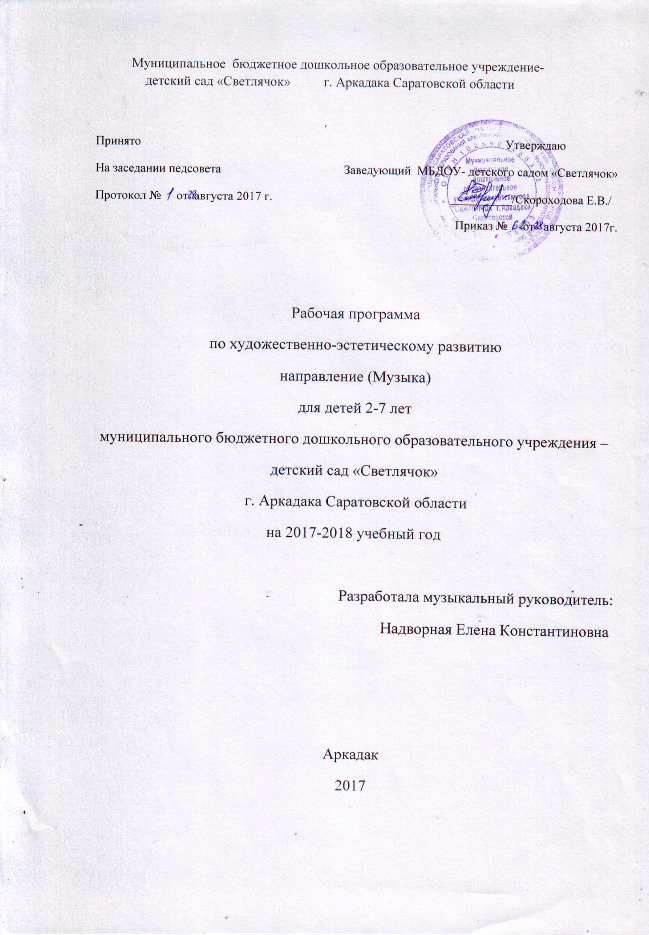 Муниципальное бюджетное дошкольное образовательное учреждение-
детский сад «Светлячок» г. Аркадака Саратовской области
Принято
Утверждаю
На заседании педсовета
Заведующий МБДОУ- детского садом «Светлячок»
Протокол № 1 от 28 августа 2017 г.
/Скороходова Е.В./
Приказ № от августа 2017г.
Муниципальное
Рабочая программа
по художественно-эстетическому развитию
направление (Музыка)
для детей 2-7 лет
муниципального бюджетного дошкольного образовательного учреждения –
детский сад «Светлячок»
г. Аркадака Саратовской области
на 2017-2018 учебный год
Разработала музыкальный руководитель:
Надворная Елена Константиновна
Аркадак
2017